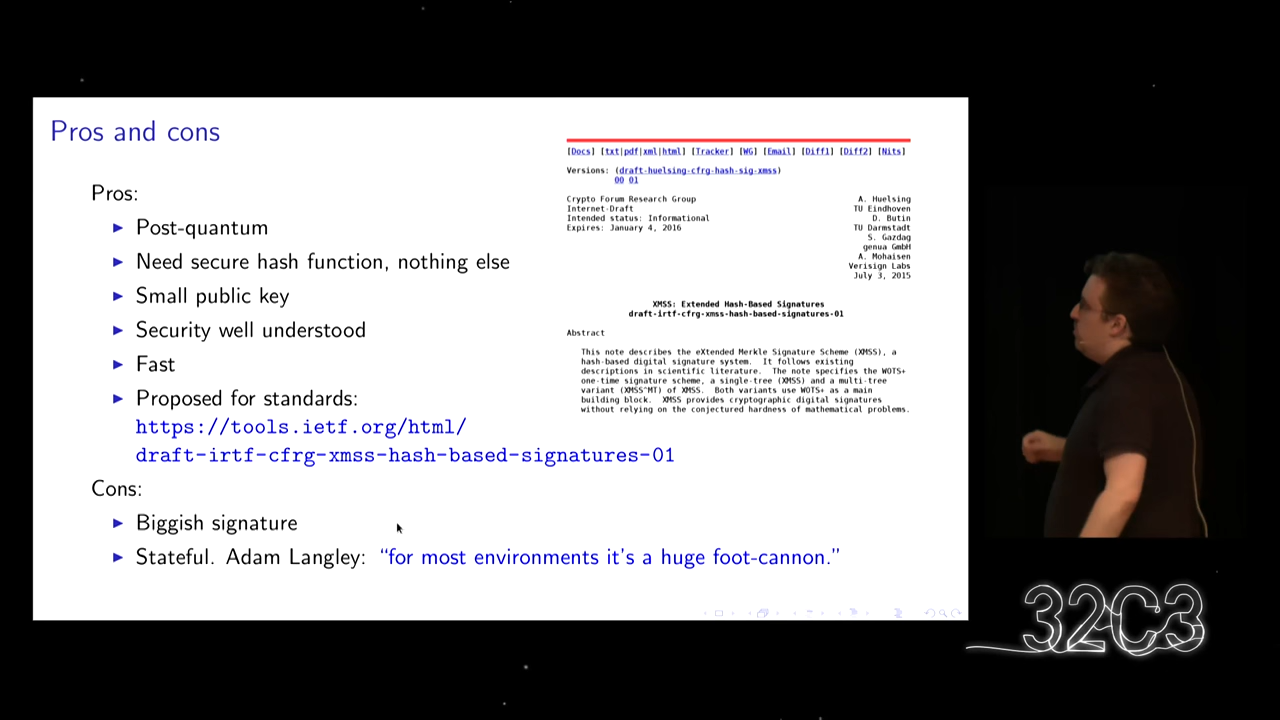 Pros and cons
Pros:
Post-quantum
Need secure hash function, nothing else
Small public key
Security well understood
Fast
Proposed for standards:
https://tools.ietf.org/html/
draft-irtf-cfrg-xmss-hash-based-signatures-01
Cons:
Biggish signature
Stateful. Adam Langley: “for most environments it's a huge foot-cannon.”
[Docs] [txt|pdf|xml|html] [Tracker] [WG] [Email] [Diff1] [Diff2] [Nits]
Versions: (draft-huelsing-cfrg-hash-sig-xmss)
00 01
Crypto Forum Research Group A. Huelsing
Internet-Draft TU Eindhoven
Intended status: Informational D. Butin
Expires: January 4, 2016 TU Darmstadt
S. Gazdag
genua GmbH
A. Mohaisen
Verisign Labs
July 3, 2015
XMSS: Extended Hash-Based Signatures
draft-irtf-cfrg-xmss-hash-based-signatures-01
Abstract
This note describes the eXtended Merkle Signature Scheme (XMSS), a
hash-based digital signature system. It follows existing
descriptions in scientific literature. The note specifies the WOTS+
one-time signature scheme, a single-tree (XMSS) and a multi-tree
variant (XMSS^MT) of XMSS. Both variants use WOTS+ as a main
building block. XMSS provides cryptographic digital signatures
without relying on the conjectured hardness of mathematical problems.
32C3